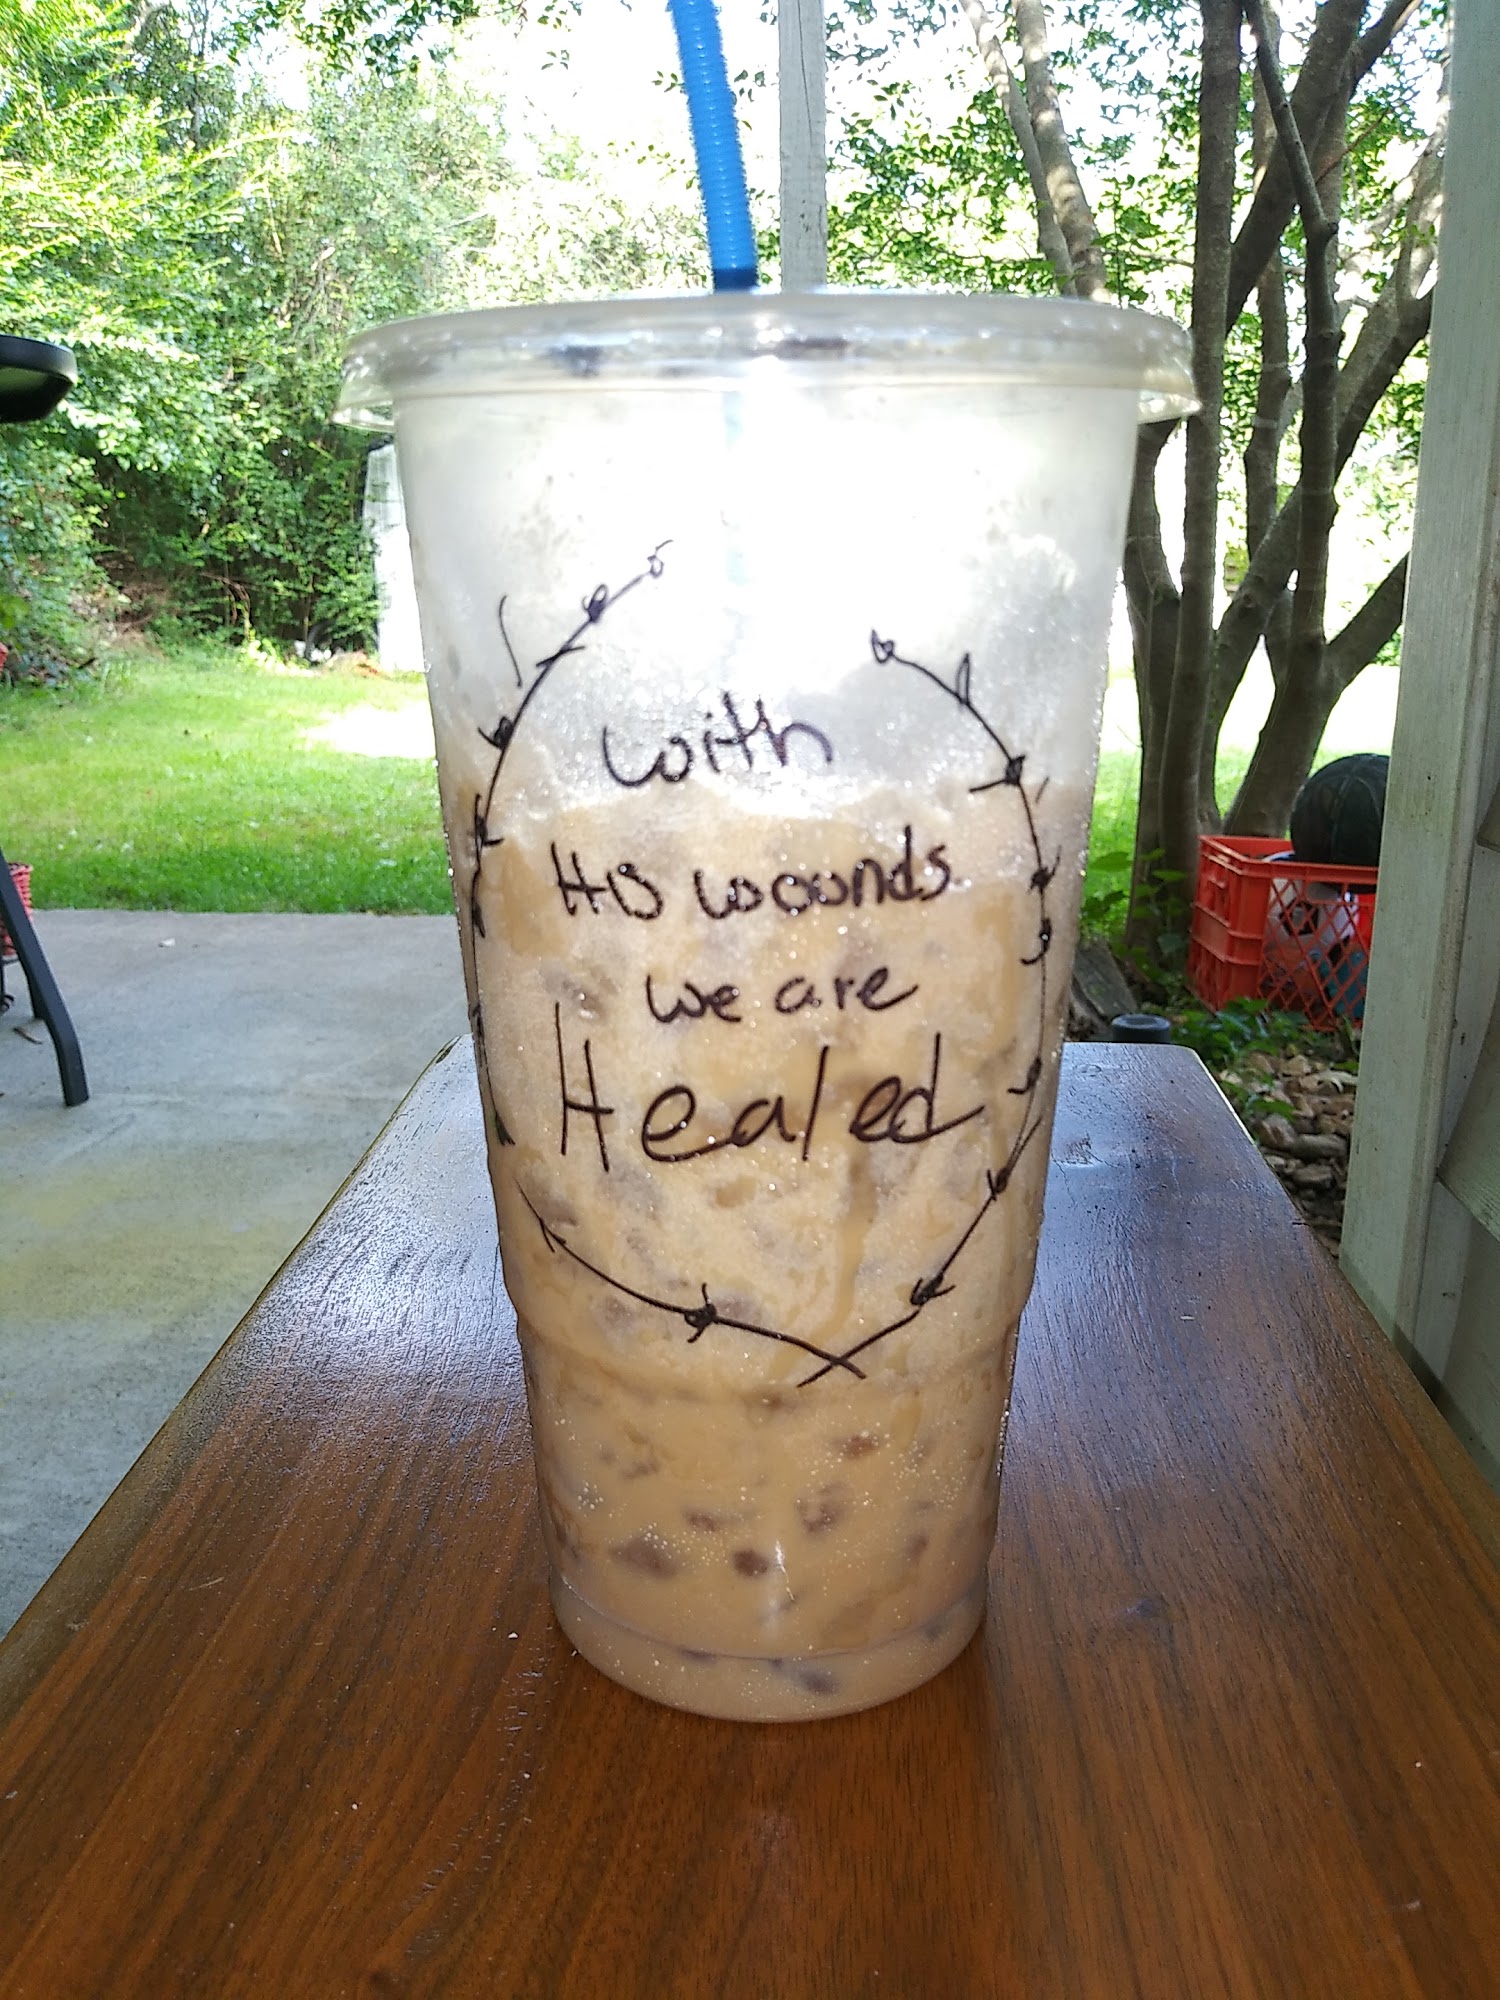 with
His wounds
we are
Healed